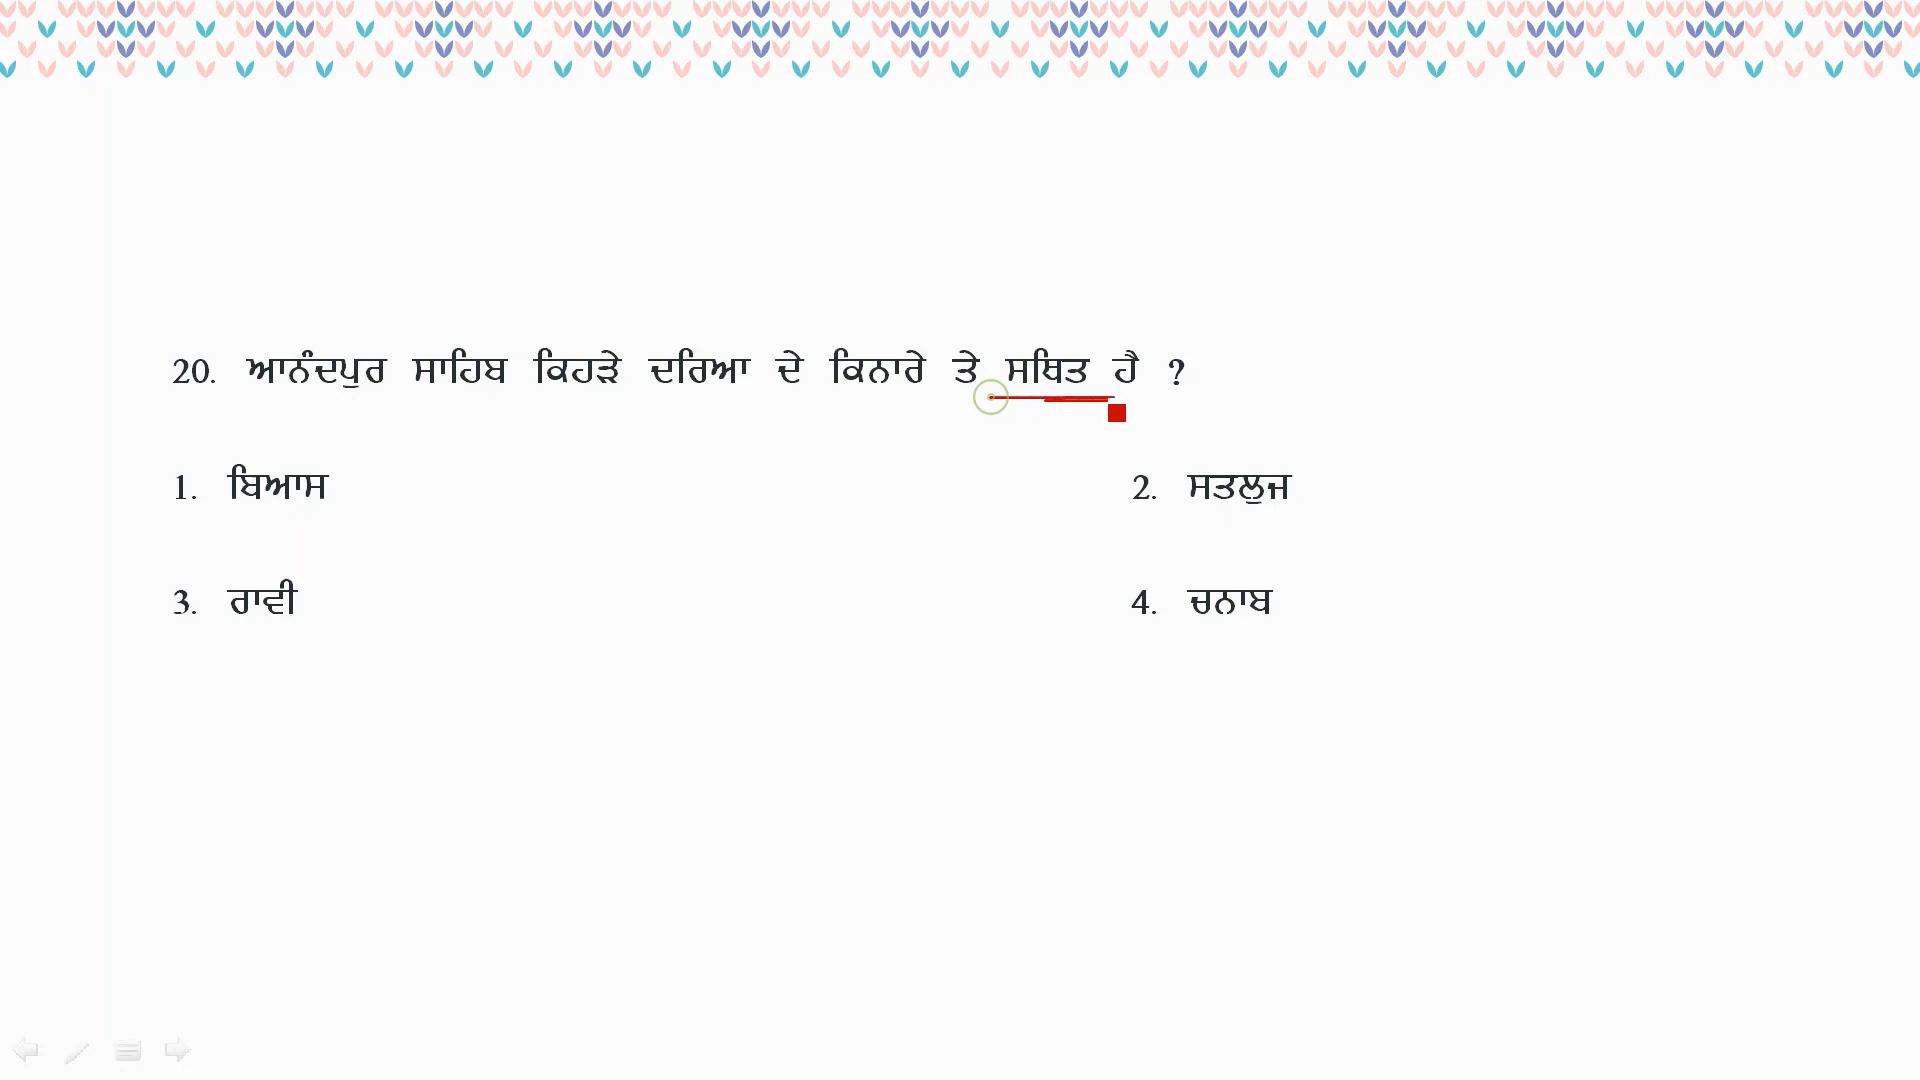 20. ਆਨੰਦਪੁਰ ਸਾਹਿਬ ਕਿਹੜੇ ਦਰਿਆ ਦੇ ਕਿਨਾਰੇ ਤੇ ਸਥਿਤ ਹੈ ?
1. ਬਿਆਸ 2. ਸਤਲੁਜ
3. ਰਾਵੀ 4. ਚਨਾਬ